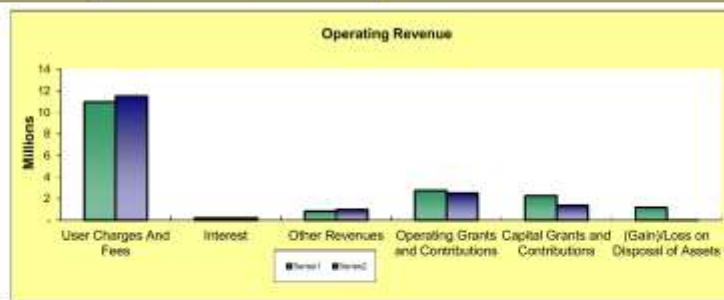 Operating Revenue
Millions
14
12
10
8
6
4
2
-
User Charges And Fees
Interest
Other Revenues
Operating Grants and Contributions
Capital Grants and Contributions
(Gain)/Loss on Disposal of Assets
Series1 Series2